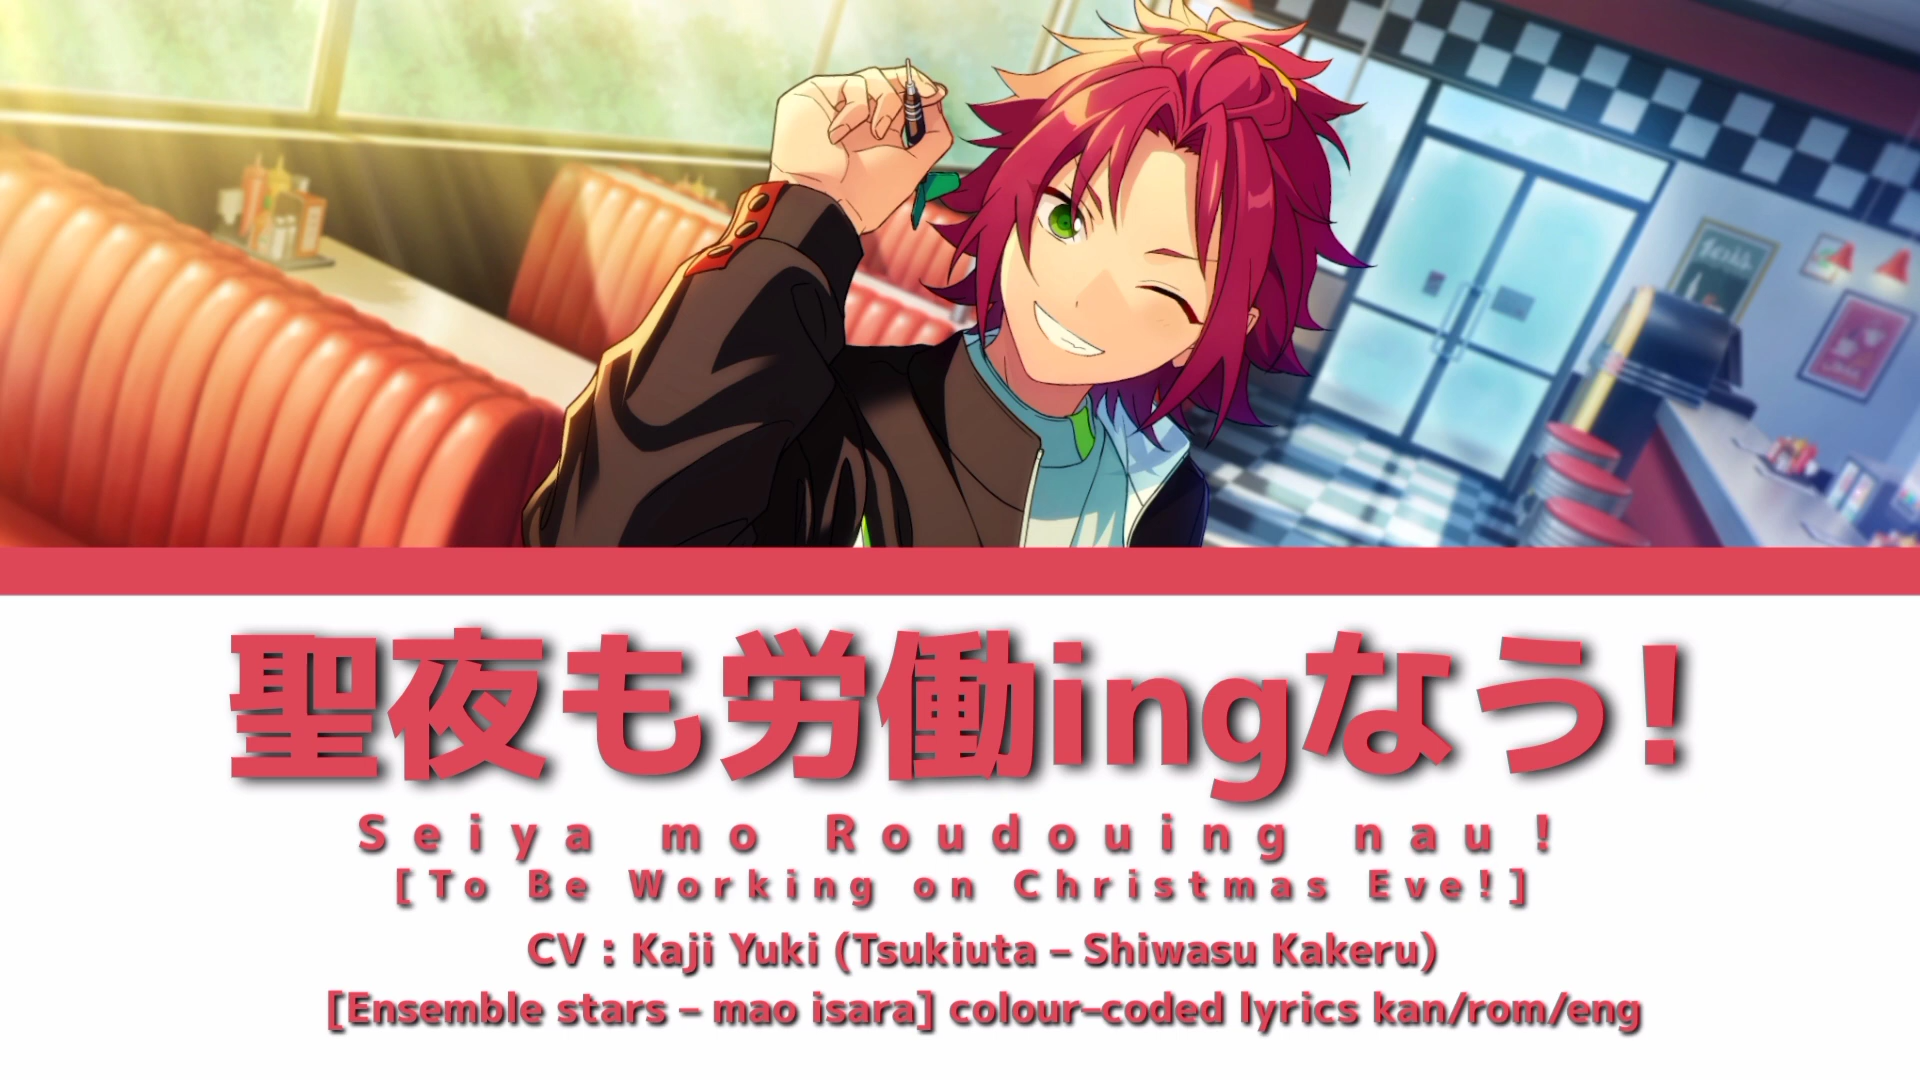 聖夜も労働ingなう!
Seiya mo Roudouing nau!
[To Be Working on Christmas Eve!]
CV : Kaji Yuki (Tsukiuta – Shiwasu Kakeru)
[Ensemble stars – mao isara] colour-coded lyrics kan/rom/eng